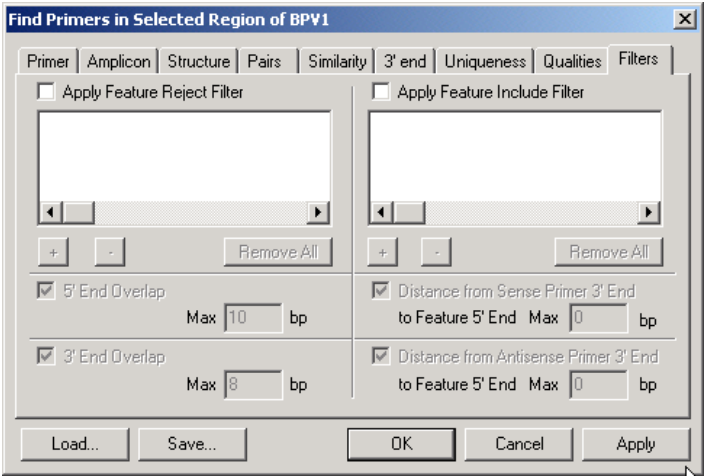 Find Primers in Selected Region of BPV1
Primer Amplicon Structure Pairs Similarity 3' end Uniqueness Qualities Filters
Apply Feature Reject Filter
Apply Feature Include Filter
+ - Remove All
+ - Remove All
5' End Overlap
Max 10 bp
3' End Overlap
Max 8 bp
Distance from Sense Primer 3' End
to Feature 5' End Max 0 bp
Distance from Antisense Primer 3' End
to Feature 5' End Max 0 bp
Load... Save... OK Cancel Apply